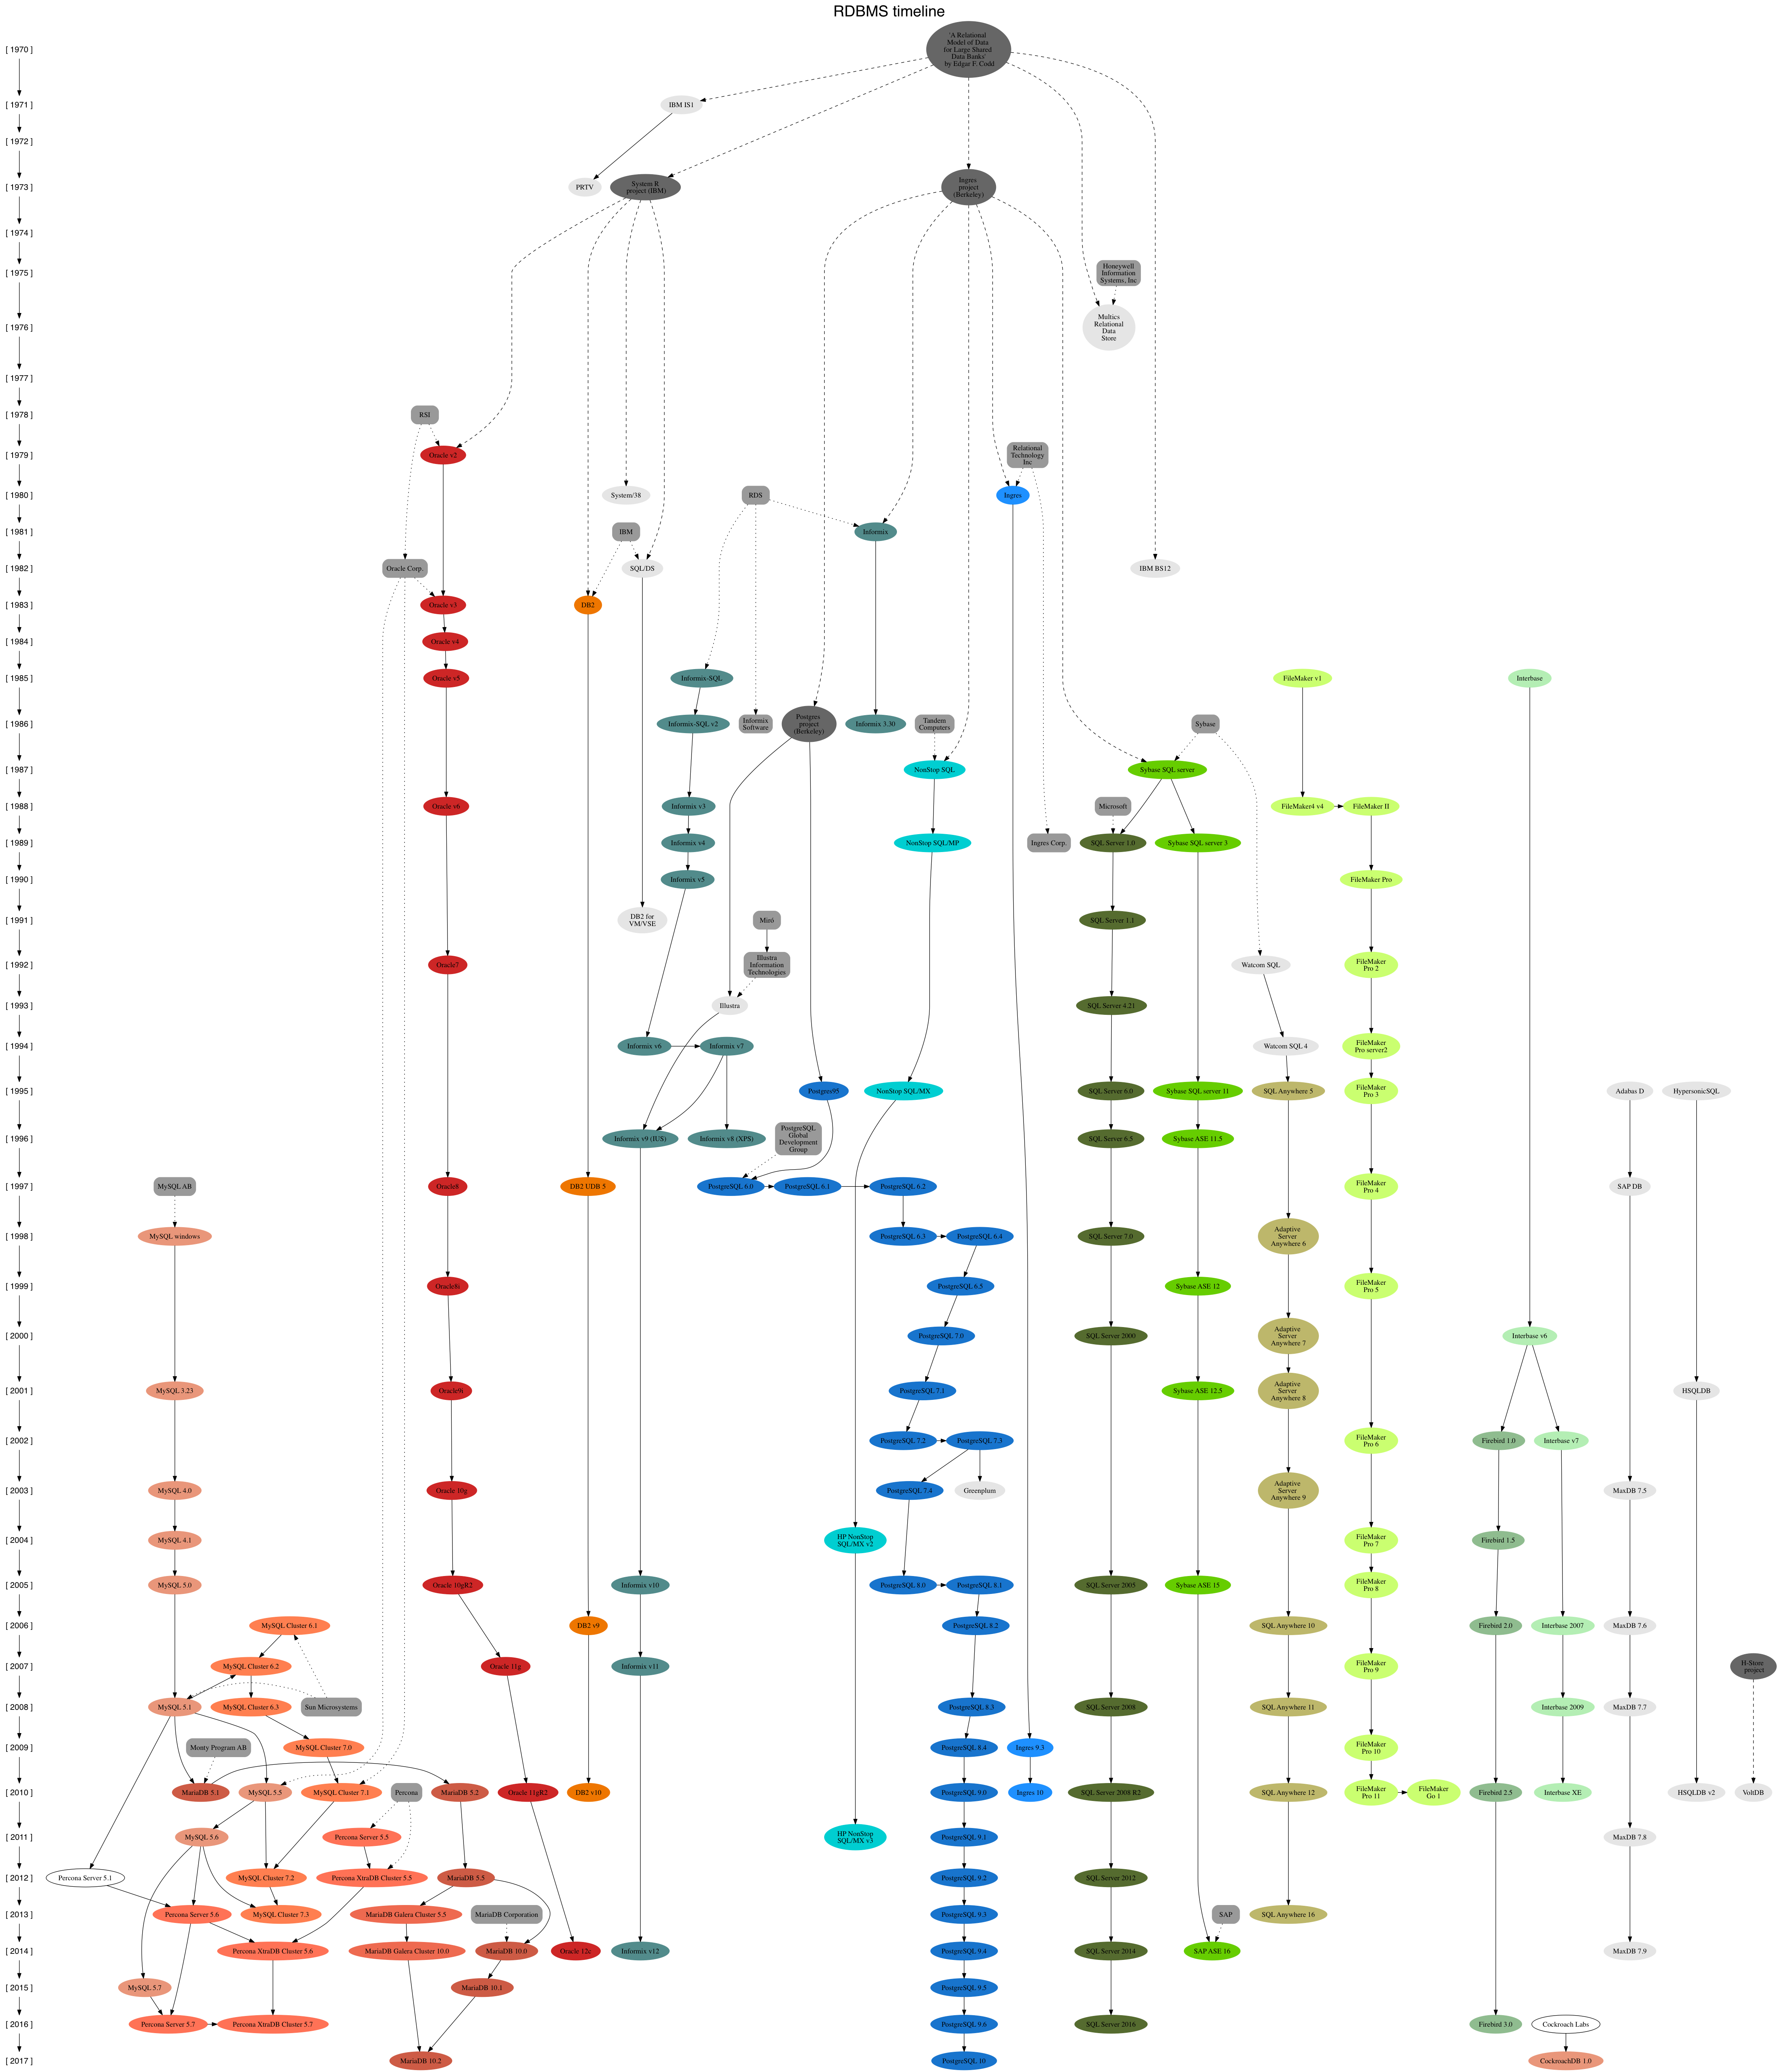 RDBMS timeline
[ 1970 ]
'A Relational
Model of Data
for Large Shared
Data Banks'
by Edgar F. Codd
[ 1971 ]
IBM IS1
[ 1972 ]
[ 1973 ]
PRTV
System R
project (IBM)
Ingres
project
(Berkeley)
[ 1974 ]
[ 1975 ]
Honeywell
Information
Systems, Inc
[ 1976 ]
Multics
Relational
Data
Store
[ 1977 ]
[ 1978 ]
RSI
[ 1979 ]
Oracle v2
Relational
Technology
Inc
[ 1980 ]
System/38
RDS
Ingres
[ 1981 ]
IBM
Informix
[ 1982 ]
Oracle Corp.
SQL/DS
IBM BS12
[ 1983 ]
Oracle v3
DB2
[ 1984 ]
Oracle v4
[ 1985 ]
Oracle v5
Informix-SQL
FileMaker v1
Interbase
[ 1986 ]
Informix-SQL v2
Informix
Software
Postgres
project
(Berkeley)
Informix 3.30
Tandem
Computers
Sybase
[ 1987 ]
NonStop SQL
Sybase SQL server
[ 1988 ]
Oracle v6
Informix v3
Microsoft
FileMaker4 v4
FileMaker II
[ 1989 ]
Informix v4
NonStop SQL/MP
Ingres Corp.
SQL Server 1.0
Sybase SQL server 3
[ 1990 ]
Informix v5
FileMaker Pro
[ 1991 ]
DB2 for
VM/VSE
Miró
SQL Server 1.1
[ 1992 ]
Oracle7
Illustra
Information
Technologies
Watcom SQL
FileMaker
Pro 2
[ 1993 ]
Illustra
SQL Server 4.21
[ 1994 ]
Informix v6
Informix v7
Watcom SQL 4
FileMaker
Pro server2
[ 1995 ]
Postgres95
NonStop SQL/MX
SQL Server 6.0
Sybase SQL server 11
SQL Anywhere 5
FileMaker
Pro 3
Adabas D
HypersonicSQL
[ 1996 ]
Informix v9 (IUS)
Informix v8 (XPS)
PostgreSQL
Global
Development
Group
SQL Server 6.5
Sybase ASE 11.5
[ 1997 ]
MySQL AB
Oracle8
DB2 UDB 5
PostgreSQL 6.0
PostgreSQL 6.1
PostgreSQL 6.2
FileMaker
Pro 4
SAP DB
[ 1998 ]
MySQL windows
PostgreSQL 6.3
PostgreSQL 6.4
SQL Server 7.0
Adaptive
Server
Anywhere 6
[ 1999 ]
Oracle8i
PostgreSQL 6.5
Sybase ASE 12
FileMaker
Pro 5
[ 2000 ]
PostgreSQL 7.0
SQL Server 2000
Adaptive
Server
Anywhere 7
Interbase v6
[ 2001 ]
MySQL 3.23
Oracle9i
PostgreSQL 7.1
Sybase ASE 12.5
Adaptive
Server
Anywhere 8
HSQLDB
[ 2002 ]
PostgreSQL 7.2
PostgreSQL 7.3
FileMaker
Pro 6
Firebird 1.0
Interbase v7
[ 2003 ]
MySQL 4.0
Oracle 10g
PostgreSQL 7.4
Greenplum
Adaptive
Server
Anywhere 9
MaxDB 7.5
[ 2004 ]
MySQL 4.1
HP NonStop
SQL/MX v2
FileMaker
Pro 7
Firebird 1.5
[ 2005 ]
MySQL 5.0
Oracle 10gR2
Informix v10
PostgreSQL 8.0
PostgreSQL 8.1
SQL Server 2005
Sybase ASE 15
FileMaker
Pro 8
[ 2006 ]
MySQL Cluster 6.1
DB2 v9
PostgreSQL 8.2
SQL Anywhere 10
Firebird 2.0
Interbase 2007
MaxDB 7.6
[ 2007 ]
MySQL Cluster 6.2
Oracle 11g
Informix v11
FileMaker
Pro 9
H-Store
project
[ 2008 ]
MySQL 5.1
MySQL Cluster 6.3
Sun Microsystems
PostgreSQL 8.3
SQL Server 2008
SQL Anywhere 11
Interbase 2009
MaxDB 7.7
[ 2009 ]
Monty Program AB
MySQL Cluster 7.0
PostgreSQL 8.4
Ingres 9.3
FileMaker
Pro 10
[ 2010 ]
MariaDB 5.1
MySQL 5.5
MySQL Cluster 7.1
Percona
MariaDB 5.2
Oracle 11gR2
DB2 v10
PostgreSQL 9.0
Ingres 10
SQL Server 2008 R2
SQL Anywhere 12
FileMaker
Pro 11
FileMaker
Go 1
Firebird 2.5
Interbase XE
HSQLDB v2
VoltDB
[ 2011 ]
MySQL 5.6
Percona Server 5.5
HP NonStop
SQL/MX v3
PostgreSQL 9.1
MaxDB 7.8
[ 2012 ]
Percona Server 5.1
MySQL Cluster 7.2
Percona XtraDB Cluster 5.5
MariaDB 5.5
PostgreSQL 9.2
SQL Server 2012
[ 2013 ]
Percona Server 5.6
MySQL Cluster 7.3
MariaDB Galera Cluster 5.5
MariaDB Corporation
PostgreSQL 9.3
SAP
SQL Anywhere 16
[ 2014 ]
Percona XtraDB Cluster 5.6
MariaDB Galera Cluster 10.0
MariaDB 10.0
Oracle 12c
Informix v12
PostgreSQL 9.4
SQL Server 2014
SAP ASE 16
MaxDB 7.9
[ 2015 ]
MySQL 5.7
MariaDB 10.1
PostgreSQL 9.5
[ 2016 ]
Percona Server 5.7
Percona XtraDB Cluster 5.7
PostgreSQL 9.6
SQL Server 2016
Firebird 3.0
Cockroach Labs
[ 2017 ]
MariaDB 10.2
PostgreSQL 10
CockroachDB 1.0